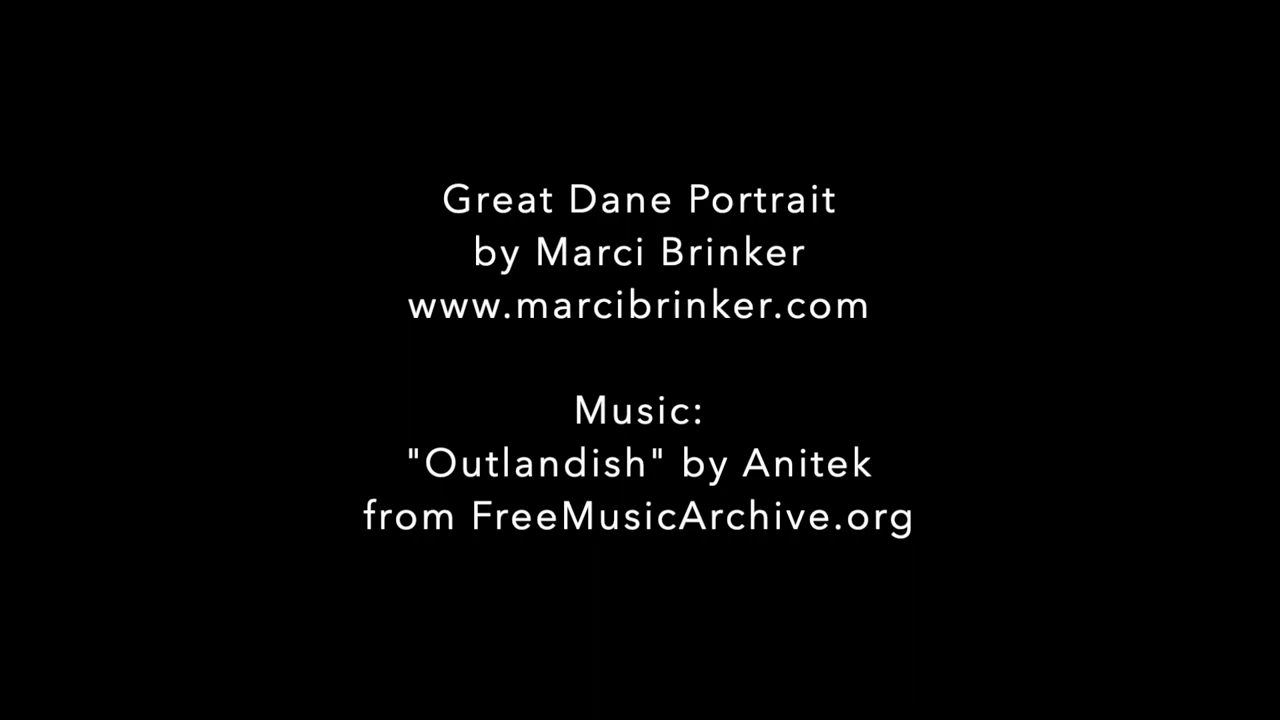 Great Dane Portrait
by Marci Brinker
www.marcibrinker.com
Music:
"Outlandish" by Anitek
from FreeMusicArchive.org